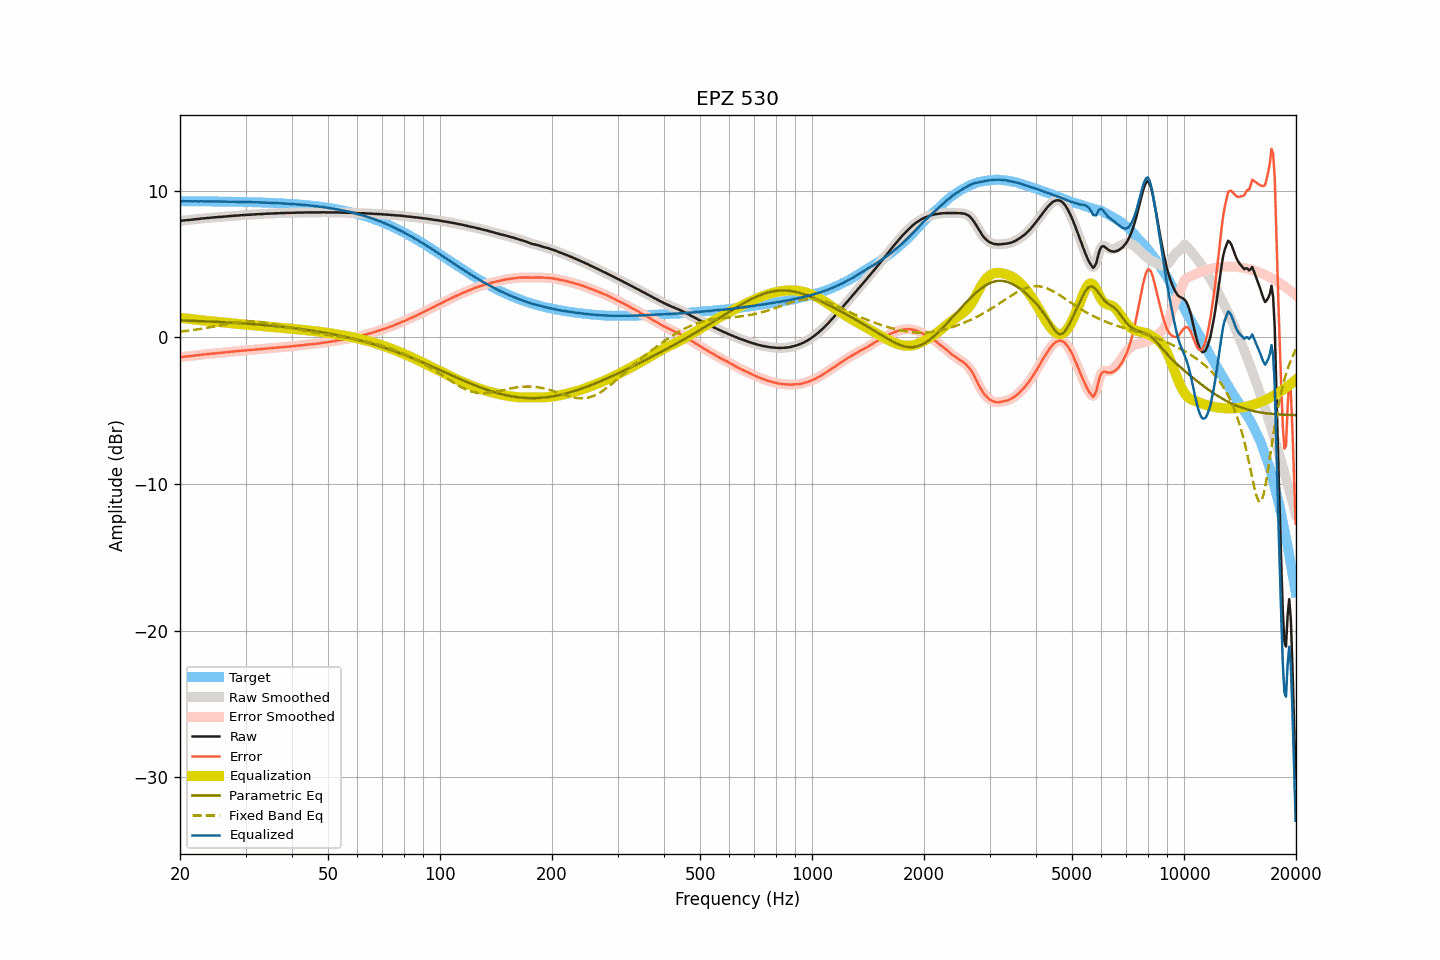 EPZ 530
Amplitude (dBr)
10
0
−10
−20
−30
Target
Raw Smoothed
Error Smoothed
Raw
Error
Equalization
Parametric Eq
Fixed Band Eq
Equalized
20 50 100 200 500 1000 2000 5000 10000 20000
Frequency (Hz)